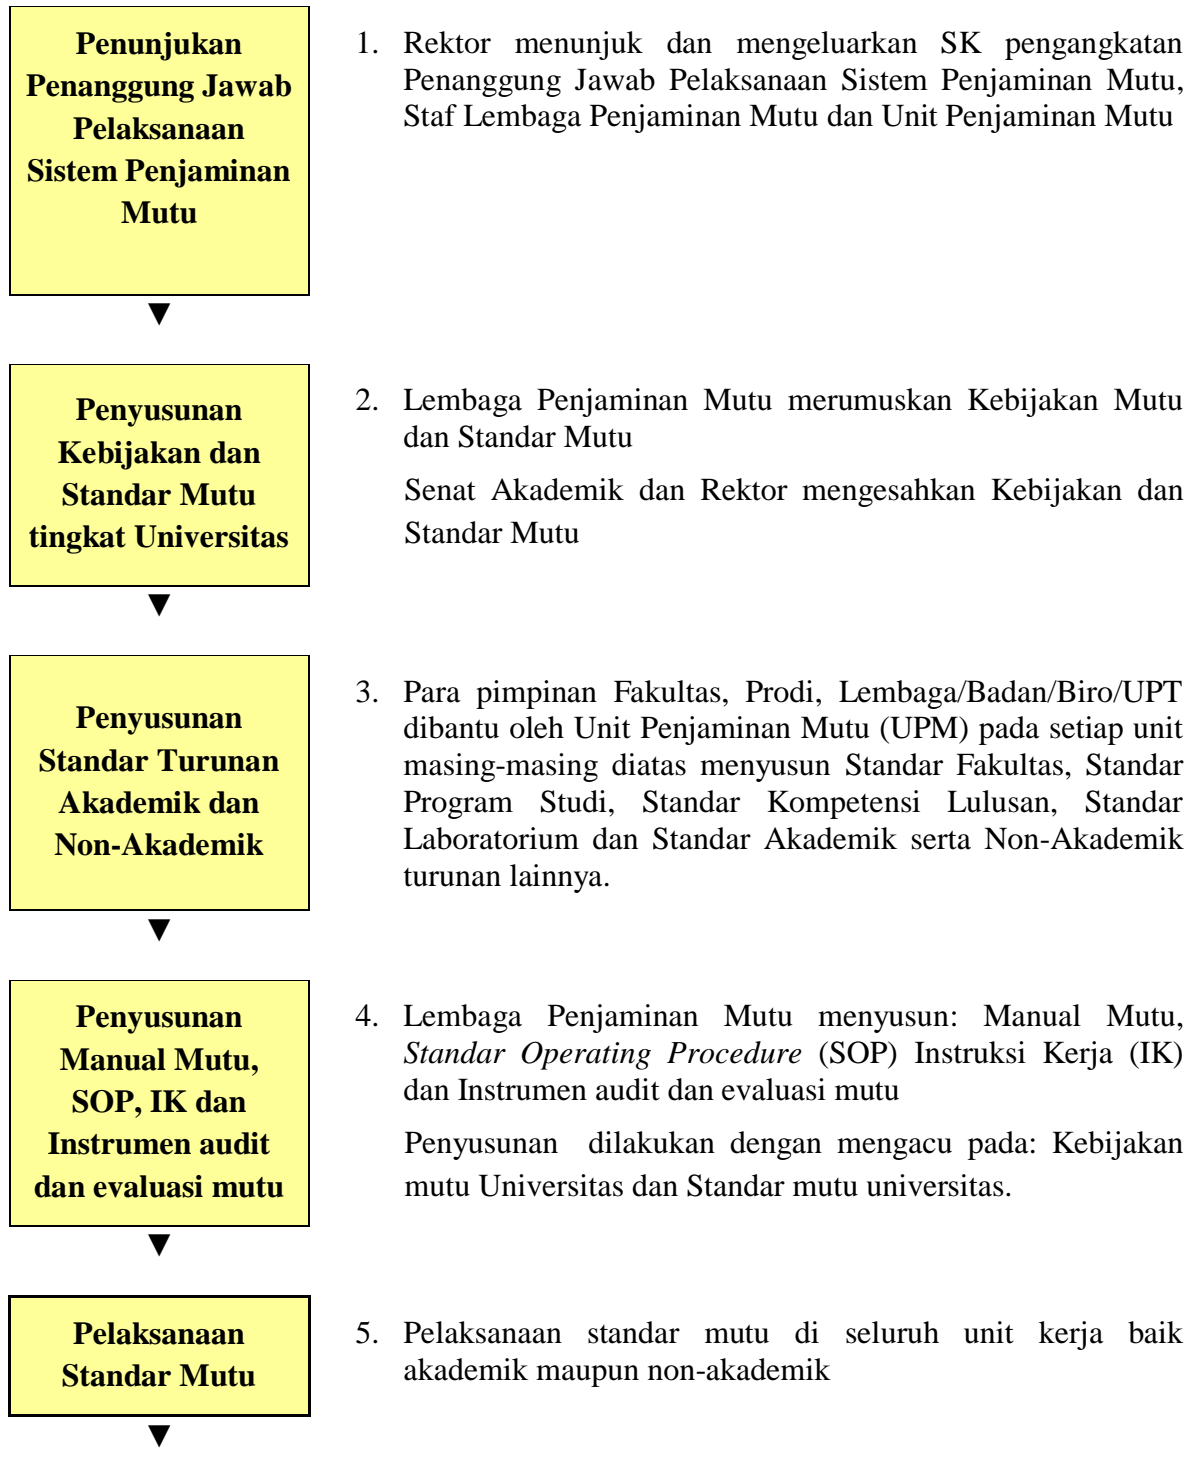 Penunjukan
Penanggung Jawab
Pelaksanaan
Sistem Penjaminan
Mutu
1. Rektor menunjuk dan mengeluarkan SK pengangkatan
Penanggung Jawab Pelaksanaan Sistem Penjaminan Mutu,
Staf Lembaga Penjaminan Mutu dan Unit Penjaminan Mutu
▼
Penyusunan
Kebijakan dan
Standar Mutu
tingkat Universitas
2. Lembaga Penjaminan Mutu merumuskan Kebijakan Mutu
dan Standar Mutu
Senat Akademik dan Rektor mengesahkan Kebijakan dan
Standar Mutu
▼
Penyusunan
Standar Turunan
Akademik dan
Non-Akademik
3. Para pimpinan Fakultas, Prodi, Lembaga/Badan/Biro/UPT
dibantu oleh Unit Penjaminan Mutu (UPM) pada setiap unit
masing-masing diatas menyusun Standar Fakultas, Standar
Program Studi, Standar Kompetensi Lulusan, Standar
Laboratorium dan Standar Akademik serta Non-Akademik
turunan lainnya.
▼
Penyusunan
Manual Mutu,
SOP, IK dan
Instrumen audit
dan evaluasi mutu
4. Lembaga Penjaminan Mutu menyusun: Manual Mutu,
Standar Operating Procedure (SOP) Instruksi Kerja (IK)
dan Instrumen audit dan evaluasi mutu
Penyusunan dilakukan dengan mengacu pada: Kebijakan
mutu Universitas dan Standar mutu universitas.
▼
Pelaksanaan
Standar Mutu
5. Pelaksanaan standar mutu di seluruh unit kerja baik
akademik maupun non-akademik
▼